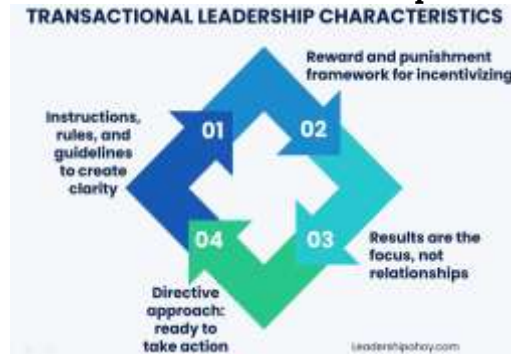 TRANSACTIONAL LEADERSHIP CHARACTERISTICS
01
Instructions,
rules, and
guidelines
to create
clarity
02
Reward and punishment
framework for incentivizing
03
Results are the
focus, not
relationships
04
Directive
approach:
ready to
take action
Leadershipahoy.com